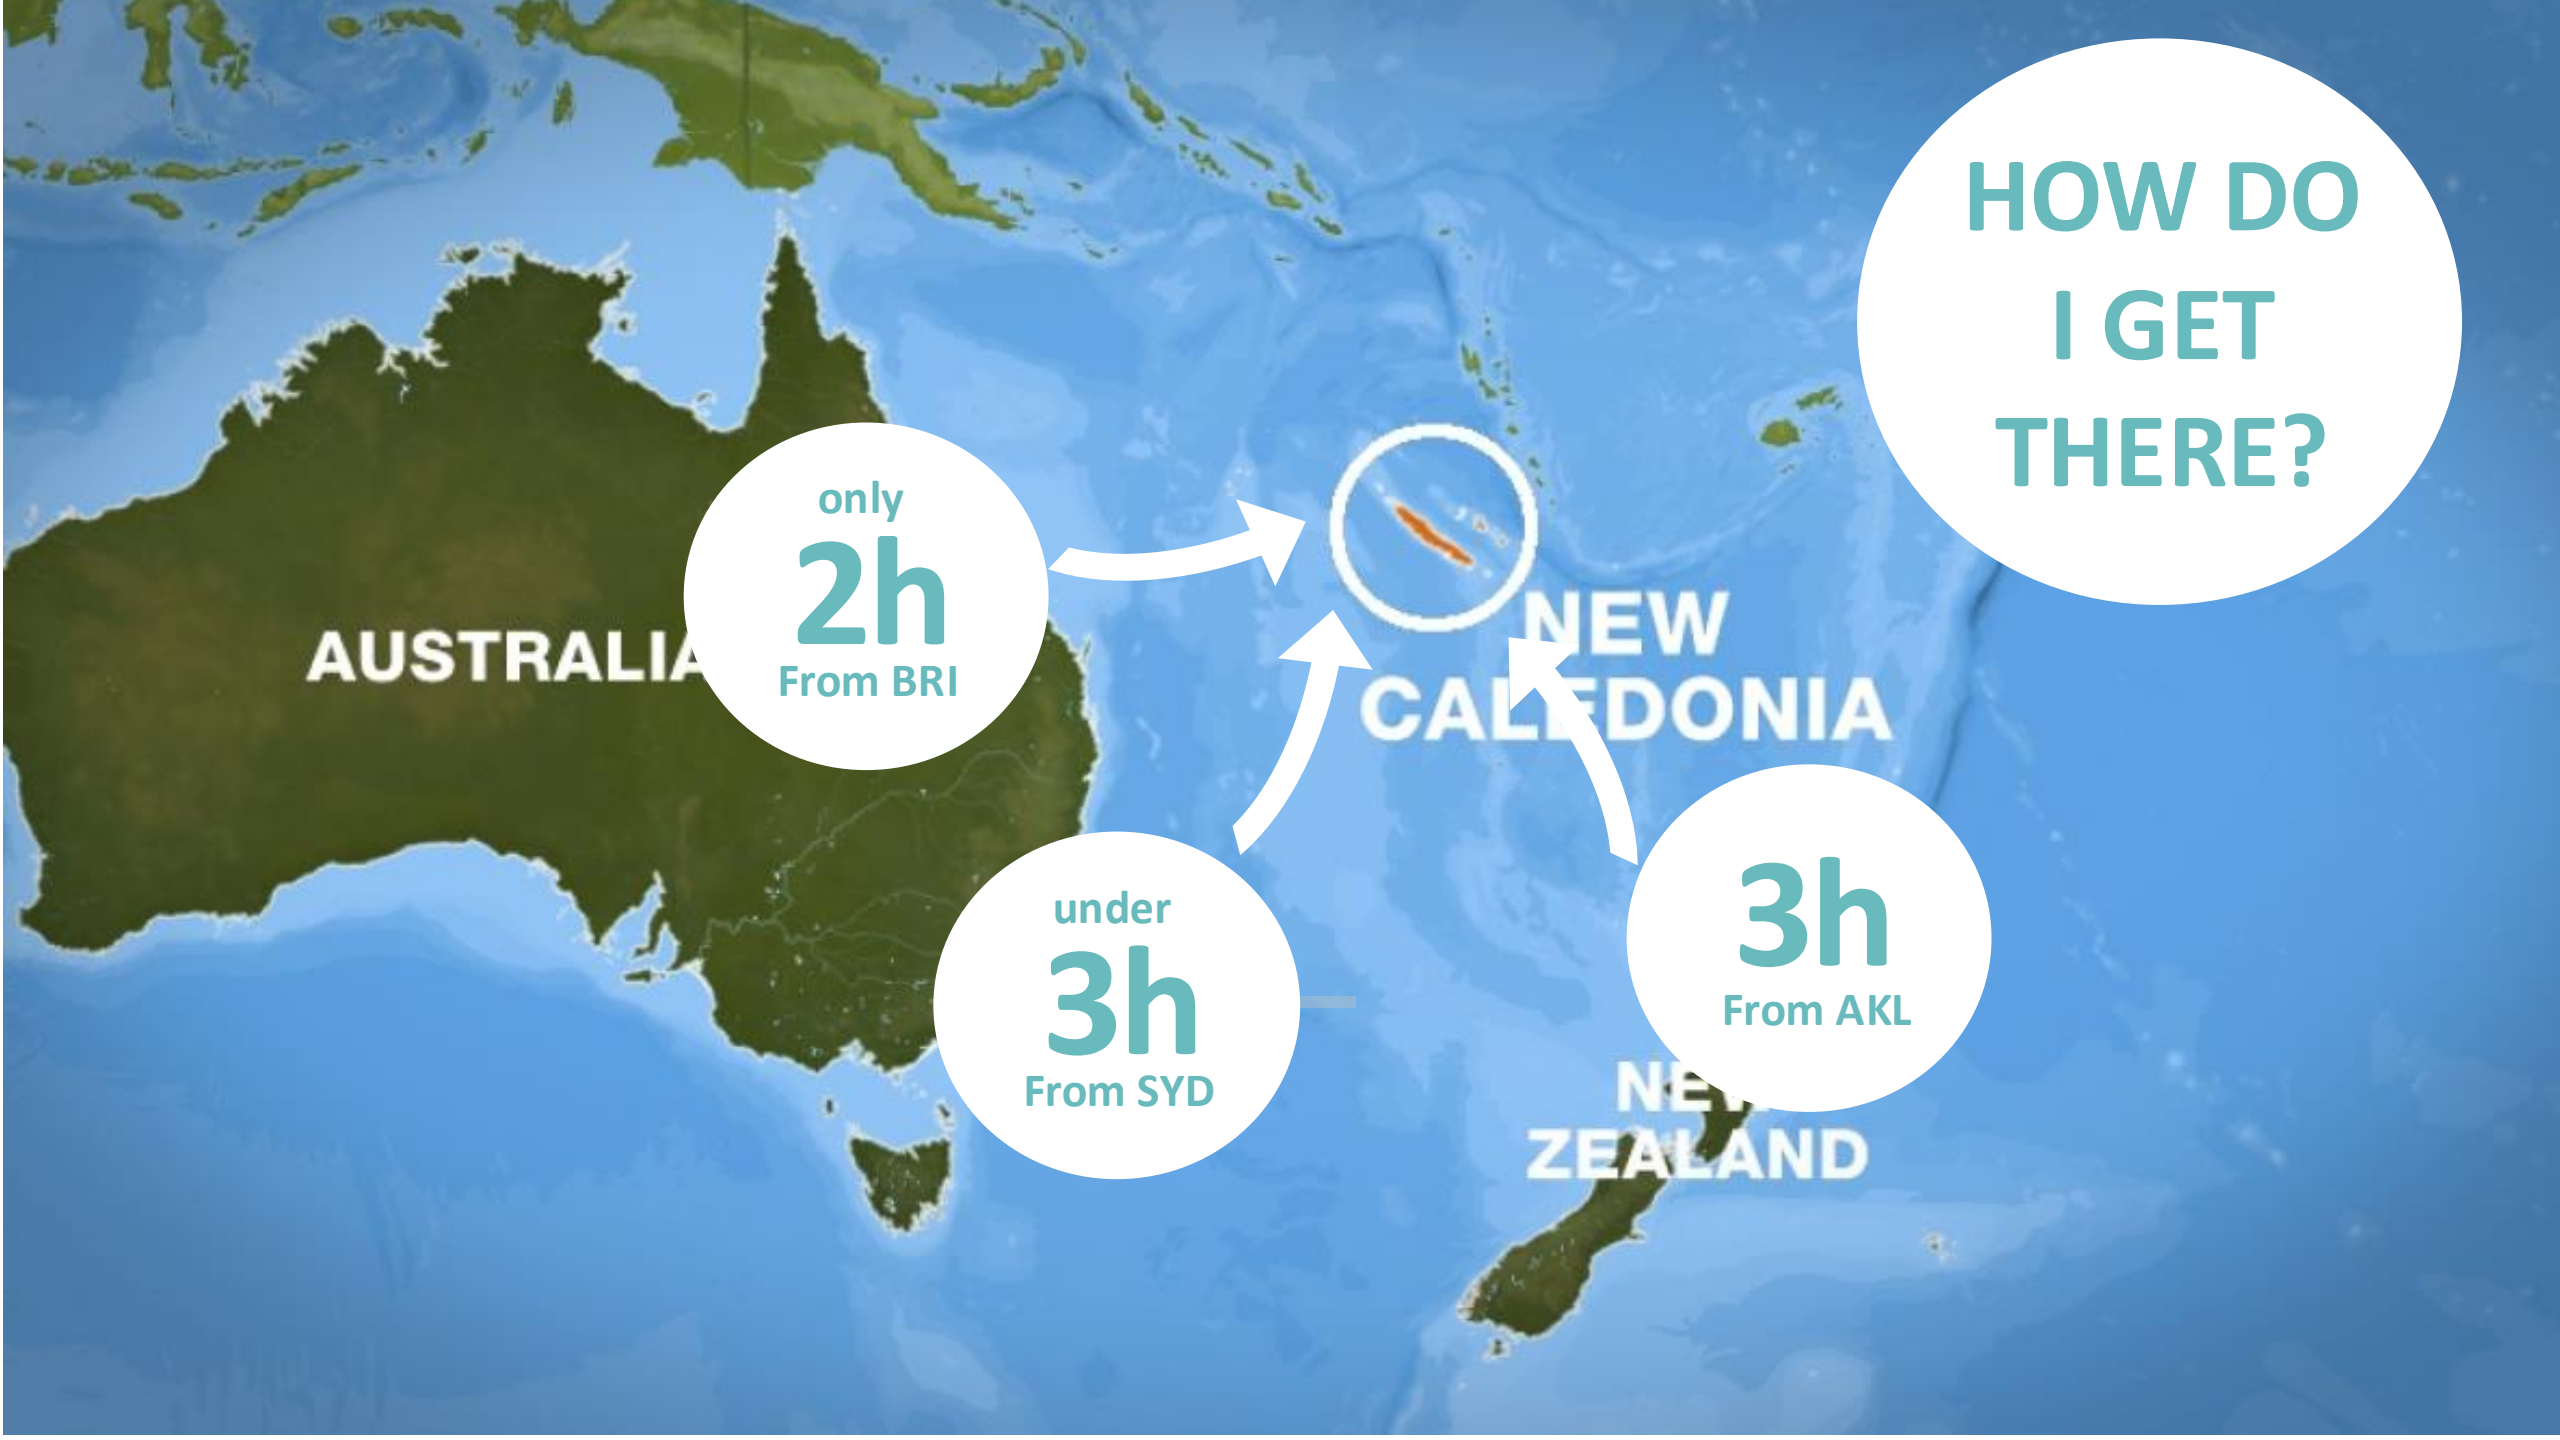 HOW DO
I GET
THERE?
only
2h
From BRI
AUSTRALIA
NEW
CALEDONIA
under
3h
From SYD
3h
From AKL
NEW
ZEALAND